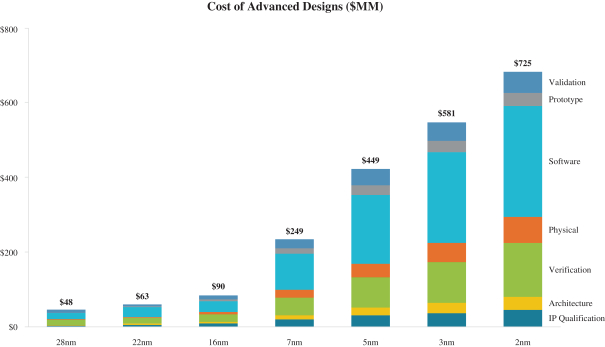 Cost of Advanced Designs ($MM)
$800
$725
Validation
Prototype
$600
$581
$449
Software
$400
$249
Physical
$200
Verification
$90
$63
$48
Architecture
IP Qualification
$0
28nm 22nm 16nm 7nm 5nm 3nm 2nm